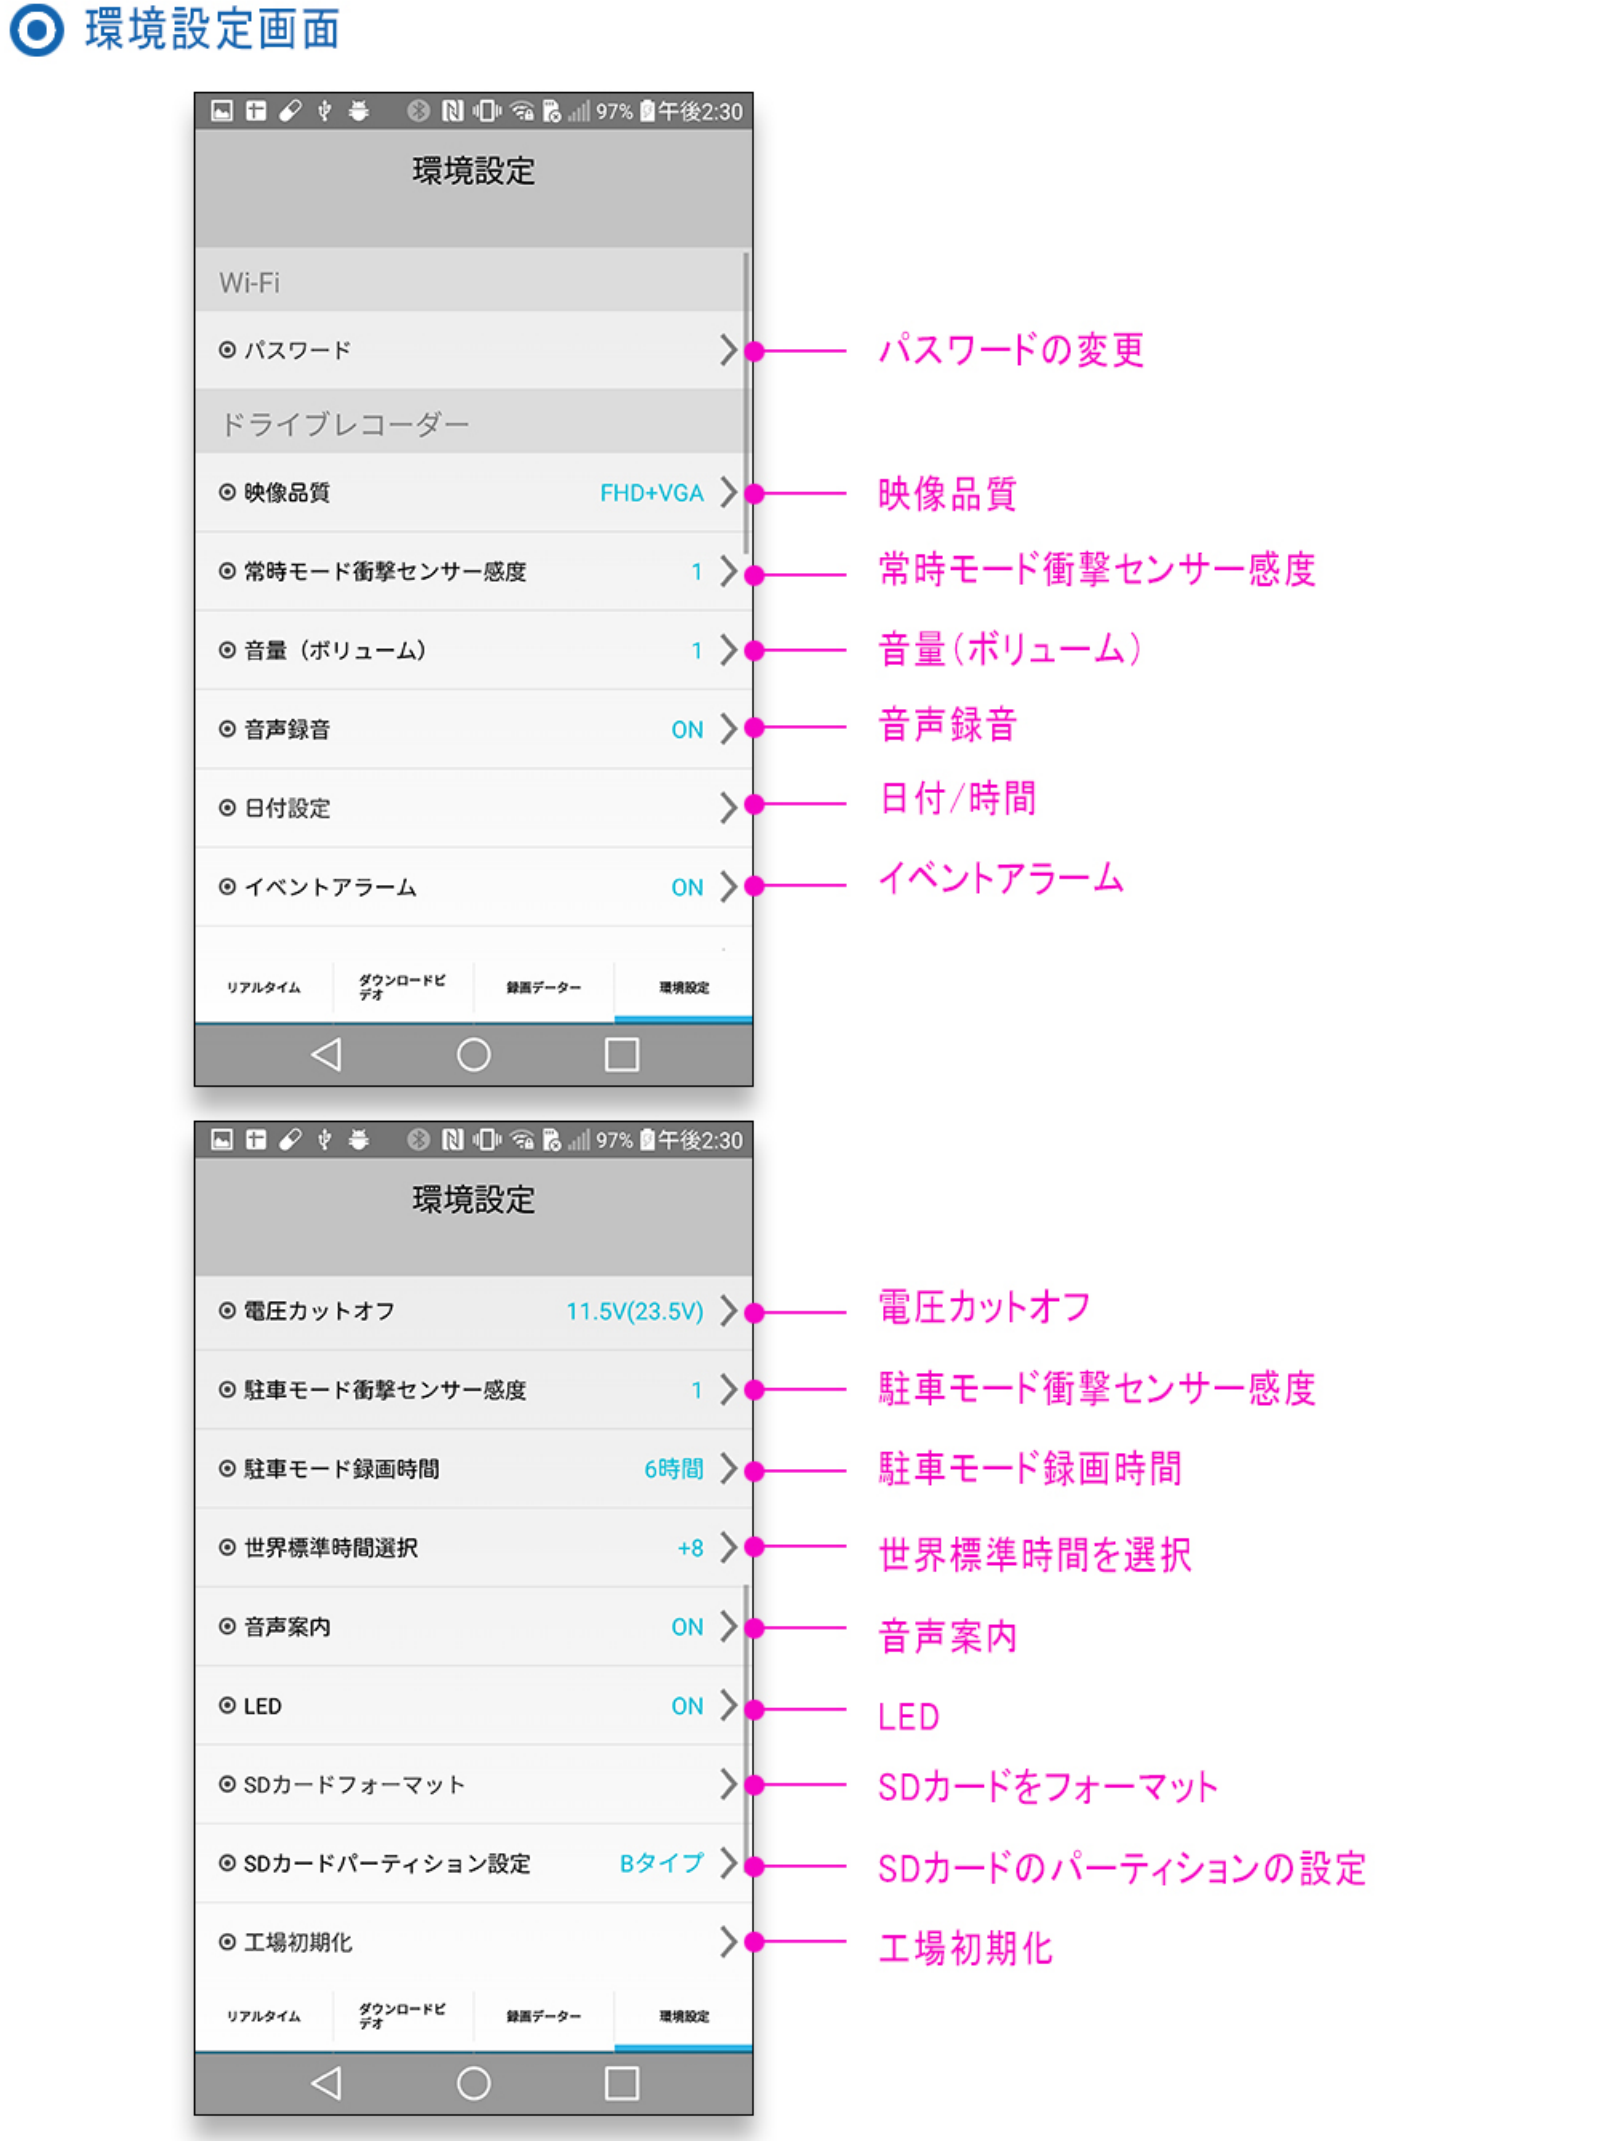 環境設定画面
97% 午後2:30
環境設定
Wi-Fi
パスワード
パスワードの変更
ドライブレコーダー
映像品質 FHD+VGA
映像品質
常時モード衝撃センサー感度 1
常時モード衝撃センサー感度
音量（ボリューム） 1
音量(ボリューム)
音声録音 ON
音声録音
日付設定
日付/時間
イベントアラーム ON
イベントアラーム
リアルタイム
ダウンロードビ
デオ
録画データー
環境設定
97% 午後2:30
環境設定
電圧カットオフ 11.5V(23.5V)
電圧カットオフ
駐車モード衝撃センサー感度 1
駐車モード衝撃センサー感度
駐車モード録画時間 6時間
駐車モード録画時間
世界標準時間選択 +8
世界標準時間を選択
音声案内 ON
音声案内
LED ON
LED
SDカードフォーマット
SDカードをフォーマット
SDカードパーティション設定 Bタイプ
SDカードのパーティションの設定
工場初期化
工場初期化
リアルタイム
ダウンロードビ
デオ
録画データー
環境設定